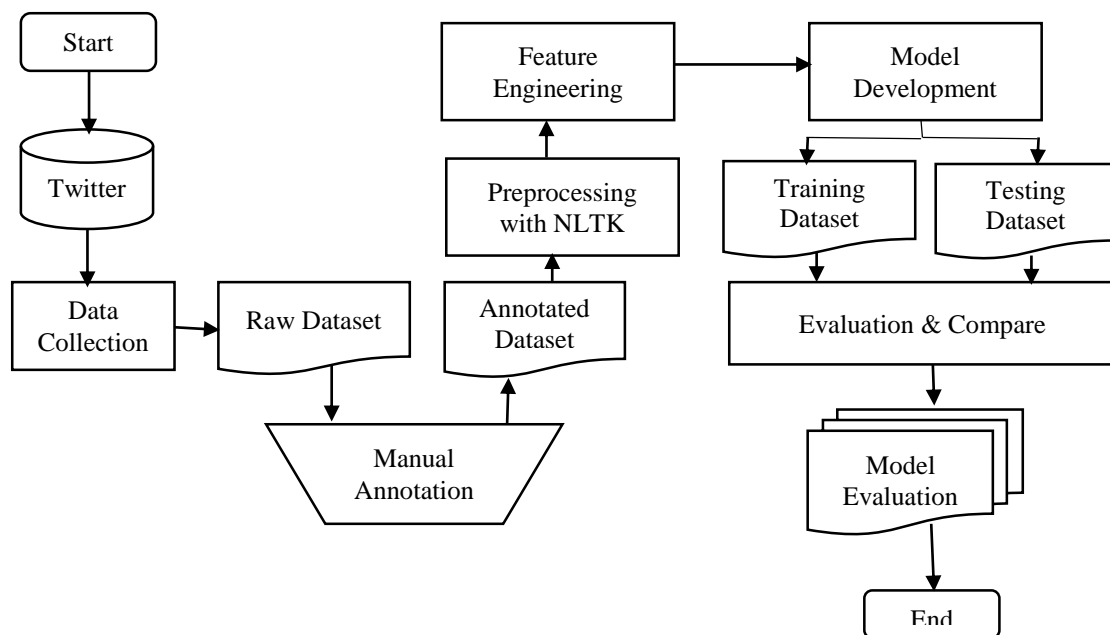 Start
Twitter
Data
Collection
Raw Dataset
Manual
Annotation
Annotated
Dataset
Preprocessing
with NLTK
Feature
Engineering
Model
Development
Training
Dataset
Testing
Dataset
Evaluation & Compare
Model
Evaluation
End